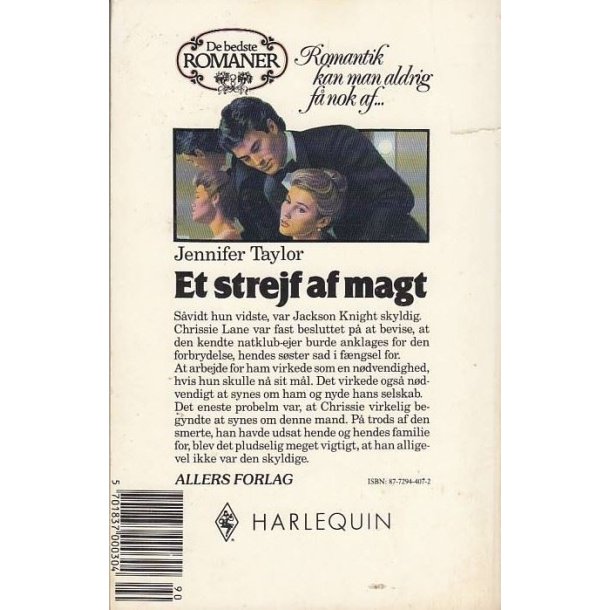 De bedste
ROMANER
Romantik
kan man aldrig
få nok af...
Jennifer Taylor
Et strejf af magt
Såvidt hun vidste, var Jackson Knight skyldig.
Chrissie Lane var fast besluttet på at bevise, at
den kendte natklub-ejer burde anklages for den
forbrydelse, hendes søster sad i fængsel for.
At arbejde for ham virkede som en nødvendighed,
hvis hun skulle nå sit mål. Det virkede også nød-
vendigt at synes om ham og nyde hans selskab.
Det eneste probelm var, at Chrissie virkelig be-
gyndte at synes om denne mand. På trods af den
smerte, han havde udsat hende og hendes familie
for, blev det pludselig meget vigtigt, at han allige-
vel ikke var den skyldige.
ALLERS FORLAG
ISBN: 87-7294-407-2
HARLEQUIN
5 701837 000304
90